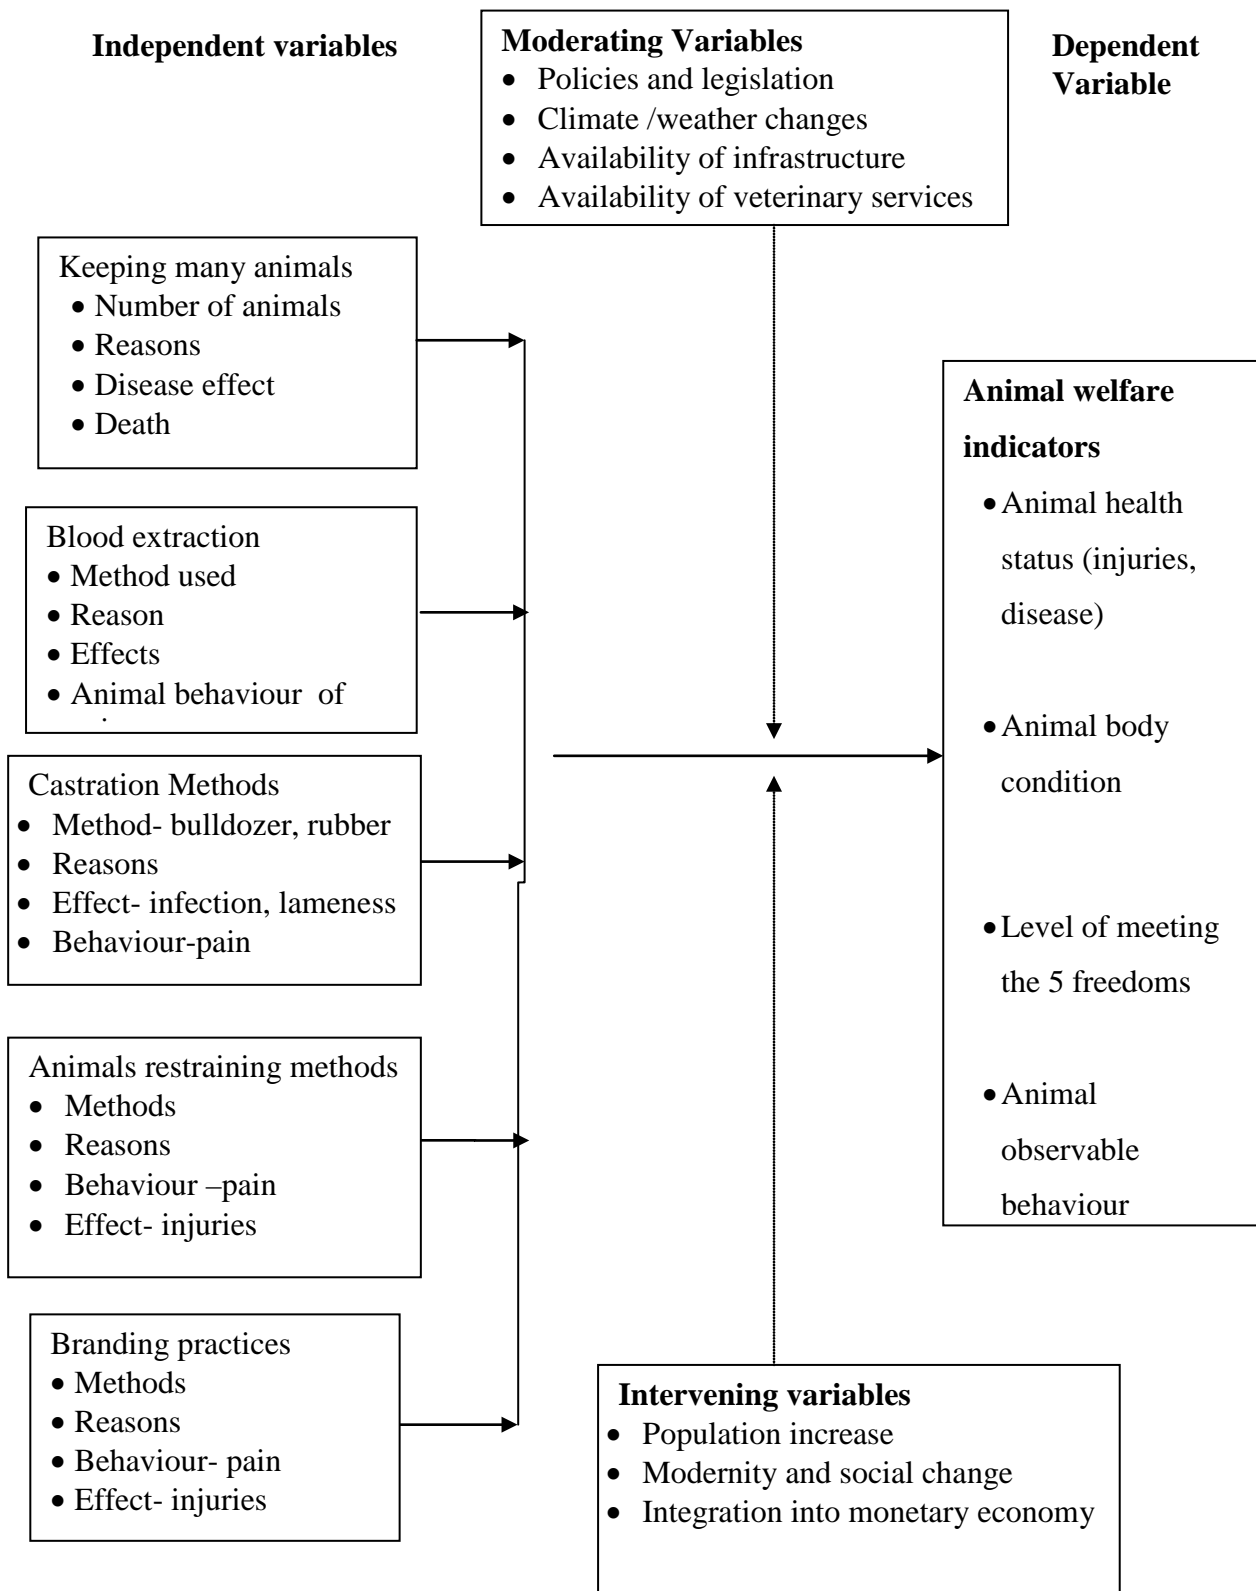 Independent variables
Moderating Variables
• Policies and legislation
• Climate /weather changes
• Availability of infrastructure
• Availability of veterinary services
Dependent
Variable
Keeping many animals
• Number of animals
• Reasons
• Disease effect
• Death
Blood extraction
• Method used
• Reason
• Effects
• Animal behaviour of
Castration Methods
• Method- bulldozer, rubber
• Reasons
• Effect- infection, lameness
• Behaviour-pain
Animals restraining methods
• Methods
• Reasons
• Behaviour –pain
• Effect- injuries
Branding practices
• Methods
• Reasons
• Behaviour- pain
• Effect- injuries
Animal welfare
indicators
• Animal health
status (injuries,
disease)
• Animal body
condition
• Level of meeting
the 5 freedoms
• Animal
observable
behaviour
Intervening variables
• Population increase
• Modernity and social change
• Integration into monetary economy